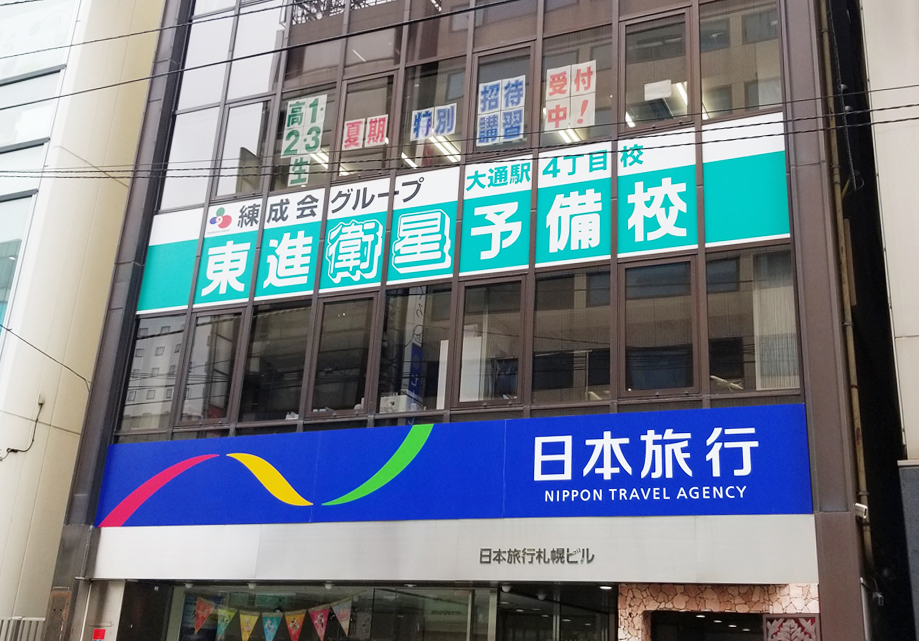 高1
2 3
生
夏期
特別
招待
講習
受付
中!
練成会グループ
大通駅 4丁目 校
東進衛星予備校
日本旅行
NIPPON TRAVEL AGENCY
日本旅行札幌ビル